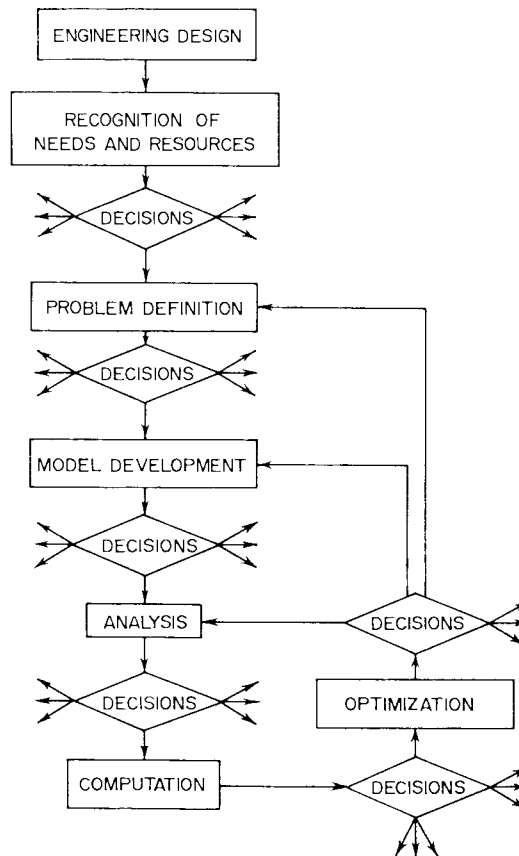 ENGINEERING DESIGN
RECOGNITION OF
NEEDS AND RESOURCES
DECISIONS
PROBLEM DEFINITION
DECISIONS
MODEL DEVELOPMENT
DECISIONS
ANALYSIS
DECISIONS
DECISIONS
OPTIMIZATION
COMPUTATION
DECISIONS